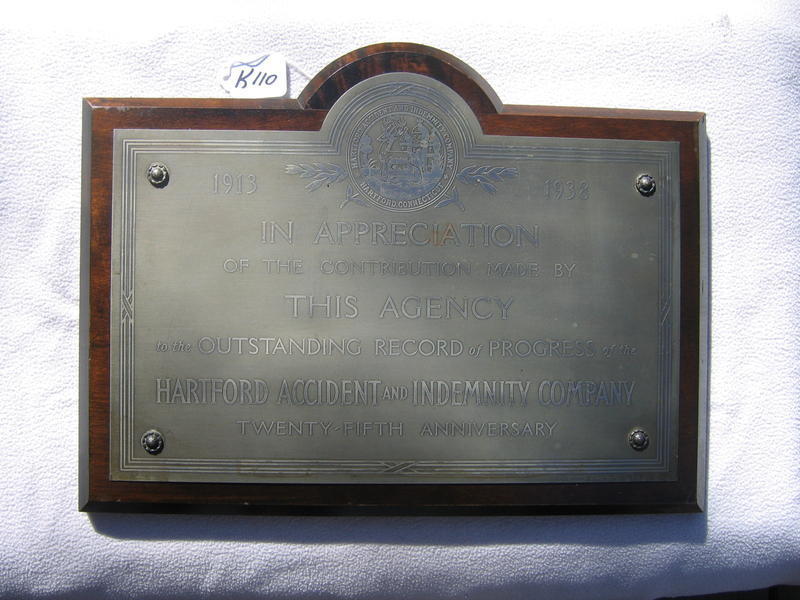 K110
HARTFORD ACCIDENT AND INDEMNITY COMPANY
HARTFORD, CONNECTICUT
1913 1938
IN APPRECIATION
OF THE CONTRIBUTION MADE BY
THIS AGENCY
to the OUTSTANDING RECORD of PROGRESS of the
HARTFORD ACCIDENT AND INDEMNITY COMPANY
TWENTY-FIFTH ANNIVERSARY